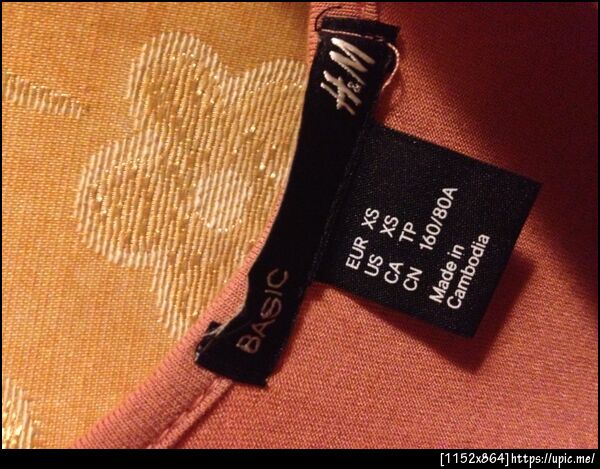 H&M
BASIC
EUR XS
US XS
CA TP
CN 160/80A
Made in
Cambodia
[1152x864]https://upic.me/